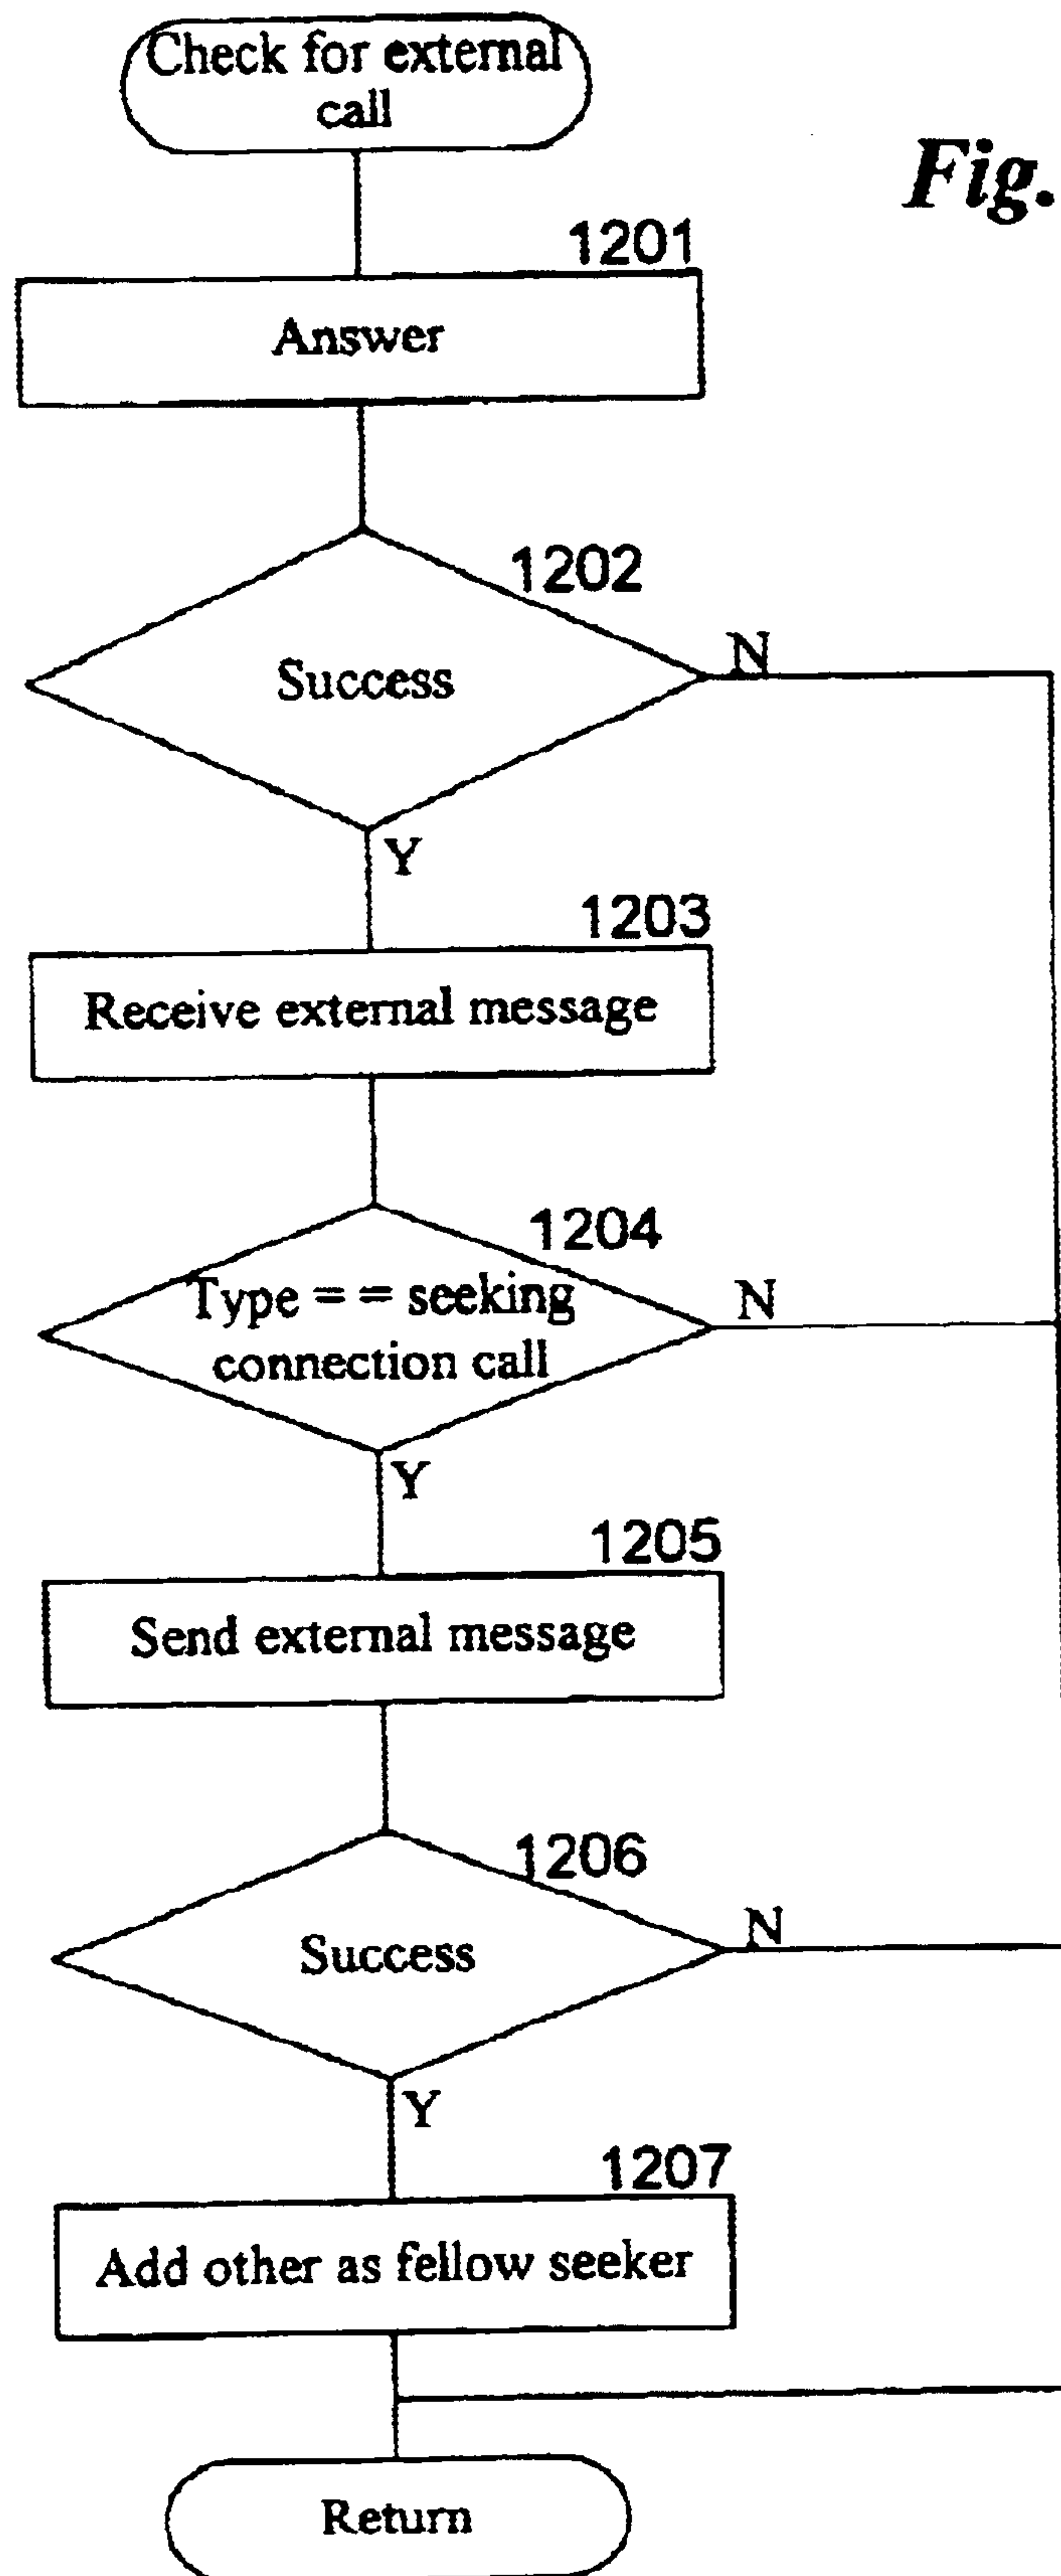 Check for external
call
Fig.
1201
Answer
1202
Success
N
Y
1203
Receive external message
1204
Type = = seeking
connection call
N
Y
1205
Send external message
1206
Success
N
Y
1207
Add other as fellow seeker
Return